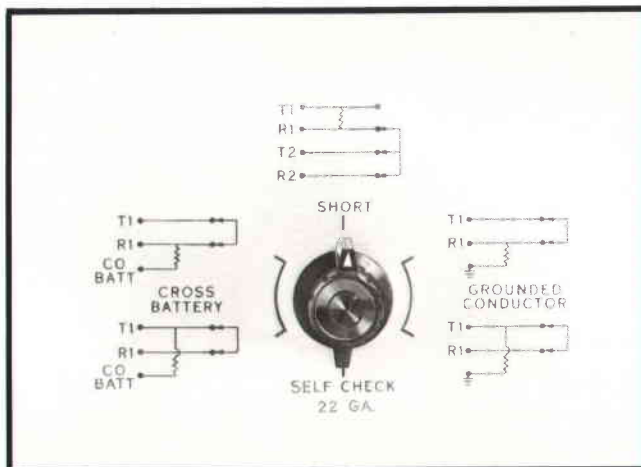 T1
R1
T2
R2
SHORT
T1
R1
CO
BATT
CROSS
BATTERY
T1
R1
CO
BATT
T1
R1
GROUNDED
CONDUCTOR
T1
R1
SELF CHECK
22 GA.